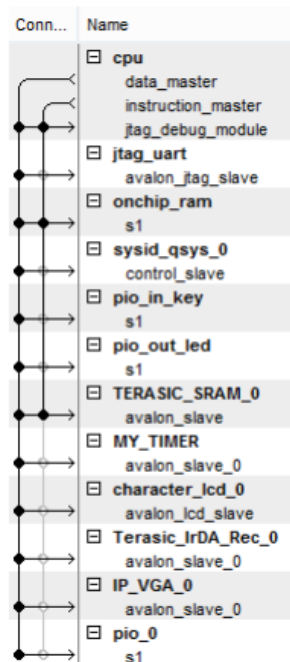 Conn... Name
cpu
data_master
instruction_master
jtag_debug_module
jtag_uart
avalon_jtag_slave
onchip_ram
s1
sysid_qsys_0
control_slave
pio_in_key
s1
pio_out_led
s1
TERASIC_SRAM_0
avalon_slave
MY_TIMER
avalon_slave_0
character_lcd_0
avalon_lcd_slave
Terasic_IrDA_Rec_0
avalon_slave_0
IP_VGA_0
avalon_slave_0
pio_0
s1